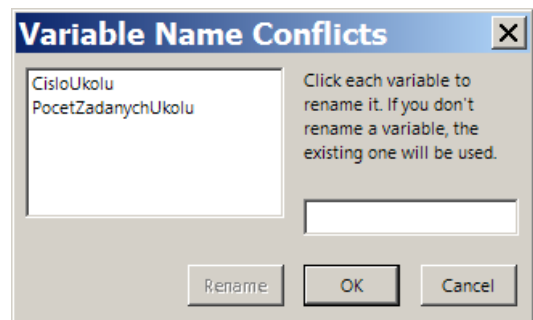 Variable Name Conflicts
CisloUkolu
PocetZadanychUkolu
Click each variable to
rename it. If you don't
rename a variable, the
existing one will be used.
Rename
OK
Cancel